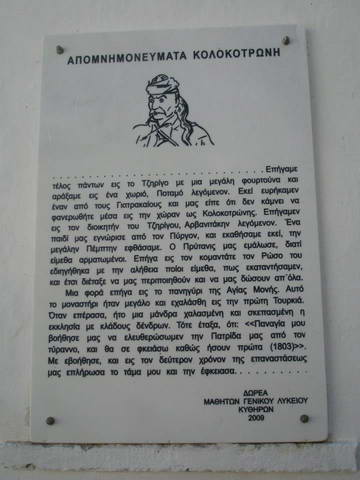 ΑΠΟΜΝΗΜΟΝΕΥΜΑΤΑ ΚΟΛΟΚΟΤΡΩΝΗ
............................................Επήγαμε
τέλος πάντων εις το Τζηρίγο με μια μεγάλη φουρτούνα και
αράξαμε εις ένα χωριό, Ποταμό λεγόμενον. Εκεί ευρήκαμεν
έναν από τους Γιατρακαίους και μας είπε ότι δεν κάμνει να
φανερωθήτε μέσα εις την χώραν ως Κολοκοτρώνης. Επήγαμεν
εις τον διοικητήν του Τζηρίγου, Αρβανιτάκην λεγόμενον. Ένα
παιδί μας εγνώρισε από τον Πύργον, και εκαθήσαμε εκεί, την
μεγάλην Πέμπτην εφθάσαμε. Ο Πρύτανις μας εμάλωσε, διατί
είμεθα αρματωμένοι. Επήγα εις τον κομαντάτε τον Ρώσο του
εδιηγήθηκα με την αλήθεια ποίοι είμεθα, πως εκαταντήσαμεν,
και έτσι διέταξε να μας περιποιηθούν και να μας δώσουν απ΄όλα.
Μια φορά επήγα εις το πανηγύρι της Αγίας Μονής. Αυτό
το μοναστήρι ήταν μεγάλο και εχαλάσθη εις την πρώτη Τουρκιά.
Όταν επέρασα, ήτο μια μάνδρα χαλασμένη και σκεπασμένη η
εκκλησία με κλάδους δένδρων. Τότε έταξα, ότι: <<Παναγία μου
βοήθησε μας να ελευθερώσωμεν την Πατρίδα μας από τον
τύραννο, και θα σε φκειάσω καθώς ήσουν πρώτα (1803)>>.
Με εβοήθησε, και εις τον δεύτερον χρόνον της επαναστάσεως
μας επλήρωσα το τάμα μου και την έφκειασα.............
ΔΩΡΕΑ
ΜΑΘΗΤΩΝ ΓΕΝΙΚΟΥ ΛΥΚΕΙΟΥ
ΚΥΘΗΡΩΝ
2009